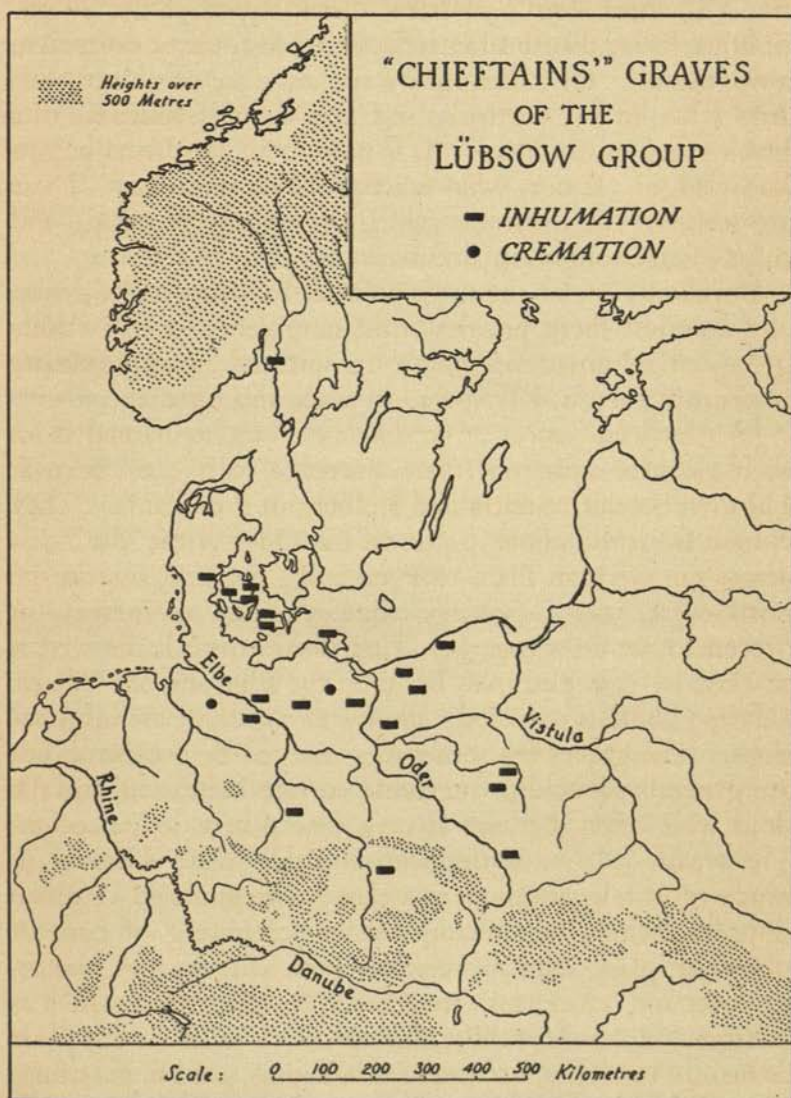 Heights over
500 Metres
"CHIEFTAINS'" GRAVES
OF THE
LÜBSOW GROUP
INHUMATION
CREMATION
Elbe
Vistula
Oder
Rhine
Danube
Scale: 0 100 200 300 400 500 Kilometres